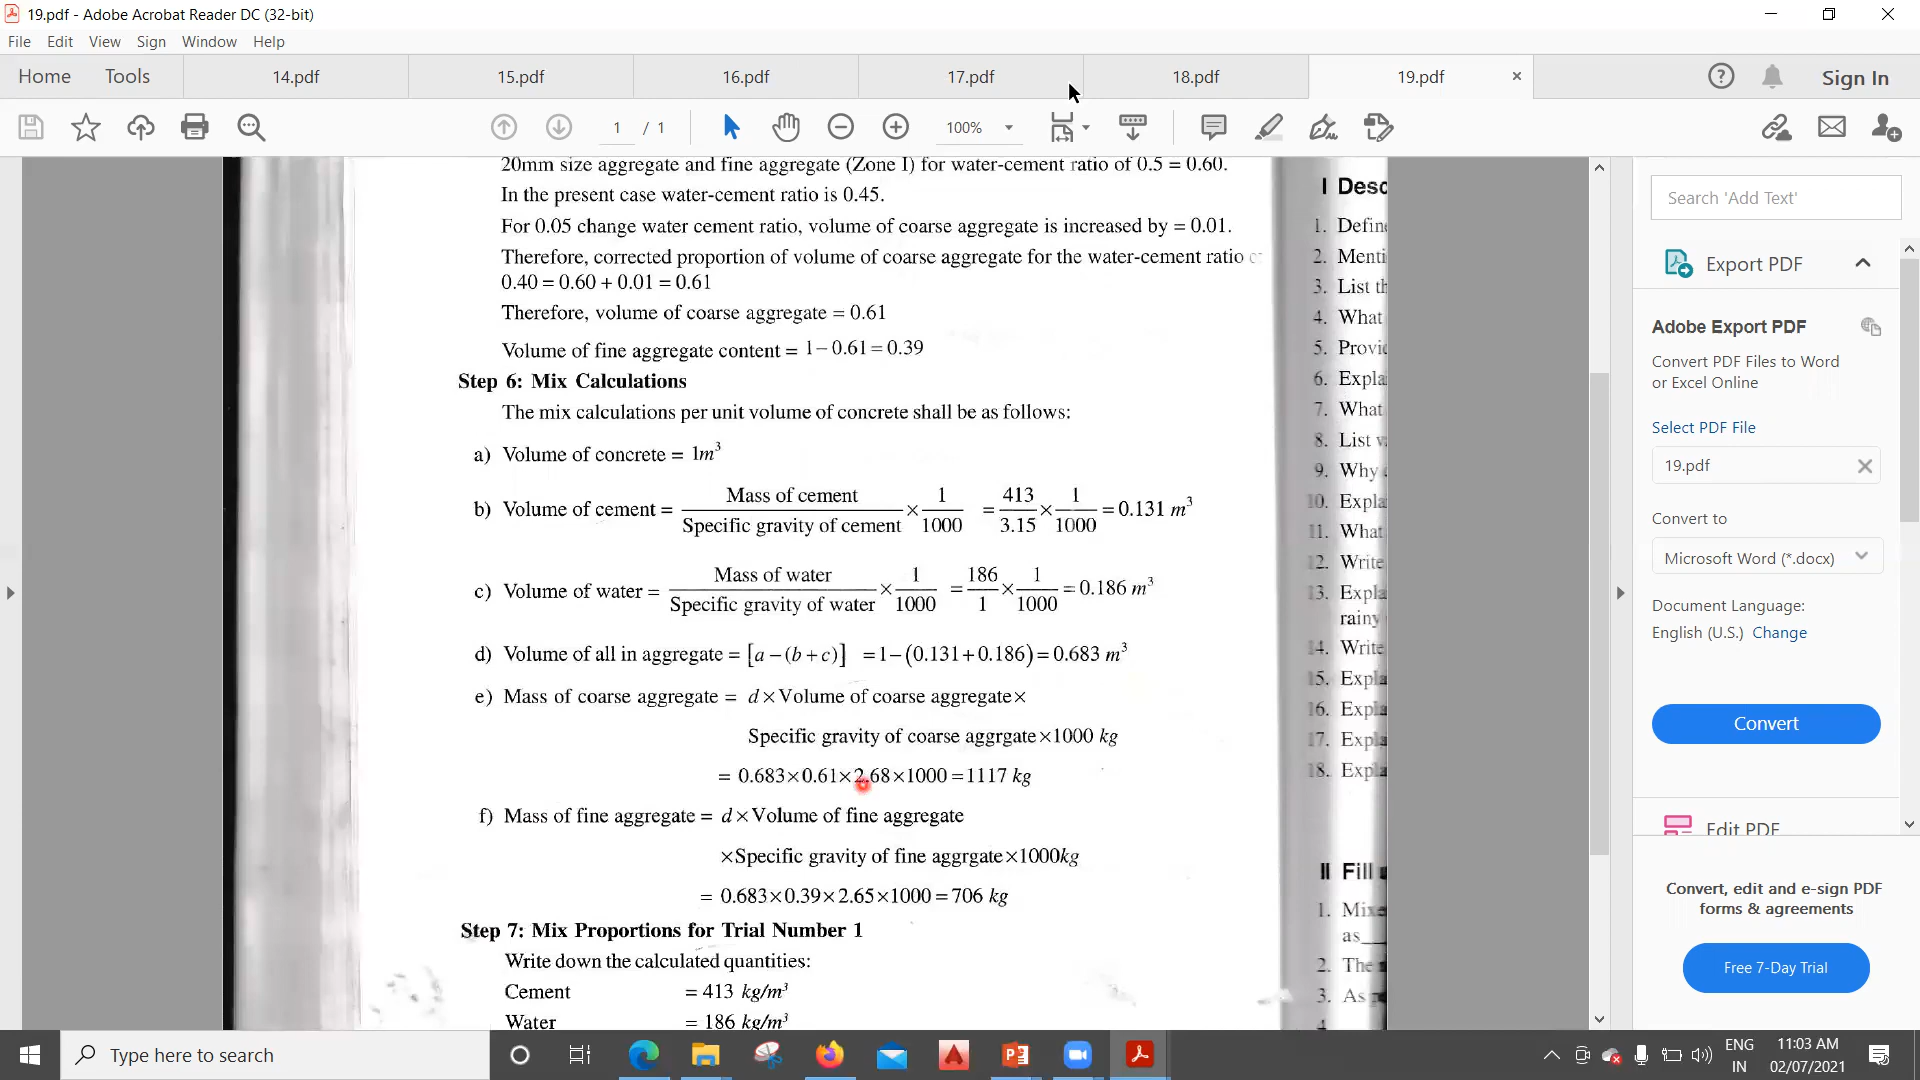 19.pdf - Adobe Acrobat Reader DC (32-bit)
File Edit View Sign Window Help
Home Tools 14.pdf 15.pdf 16.pdf 17.pdf 18.pdf 19.pdf Sign In
1 / 1 100%
20mm size aggregate and fine aggregate (Zone I) for water-cement ratio of 0.5 = 0.60.
In the present case water-cement ratio is 0.45.
For 0.05 change water cement ratio, volume of coarse aggregate is increased by = 0.01.
Therefore, corrected proportion of volume of coarse aggregate for the water-cement ratio
0.40 = 0.60 + 0.01 = 0.61
Therefore, volume of coarse aggregate = 0.61
Volume of fine aggregate content = 1 − 0.61 = 0.39
Step 6: Mix Calculations
The mix calculations per unit volume of concrete shall be as follows:
a) Volume of concrete = 1m³
b) Volume of cement = Mass of cement / Specific gravity of cement × 1/1000 = 413/3.15 × 1/1000 = 0.131 m³
c) Volume of water = Mass of water / Specific gravity of water × 1/1000 = 186/1 × 1/1000 = 0.186 m³
d) Volume of all in aggregate = [a − (b + c)] = 1 − (0.131 + 0.186) = 0.683 m³
e) Mass of coarse aggregate = d × Volume of coarse aggregate ×
Specific gravity of coarse aggrgate × 1000 kg
= 0.683 × 0.61 × 2.68 × 1000 = 1117 kg
f) Mass of fine aggregate = d × Volume of fine aggregate
× Specific gravity of fine aggrgate × 1000kg
= 0.683 × 0.39 × 2.65 × 1000 = 706 kg
Step 7: Mix Proportions for Trial Number 1
Write down the calculated quantities:
Cement = 413 kg/m³
Water = 186 kg/m³
I Desc
1. Define
2. Menti
3. List th
4. What
5. Provid
6. Expla
7. What
8. List v
9. Why
10. Expla
11. What
12. Write
13. Expla
rainy
14. Write
15. Expla
16. Expla
17. Expla
18. Expla
II Fill
1. Mix
as___
2. The
3. As
4
Search 'Add Text'
Export PDF
Adobe Export PDF
Convert PDF Files to Word
or Excel Online
Select PDF File
19.pdf
Convert to
Microsoft Word (*.docx)
Document Language:
English (U.S.) Change
Convert
Edit PDF
Convert, edit and e-sign PDF
forms & agreements
Free 7-Day Trial
Type here to search
ENG
IN
11:03 AM
02/07/2021